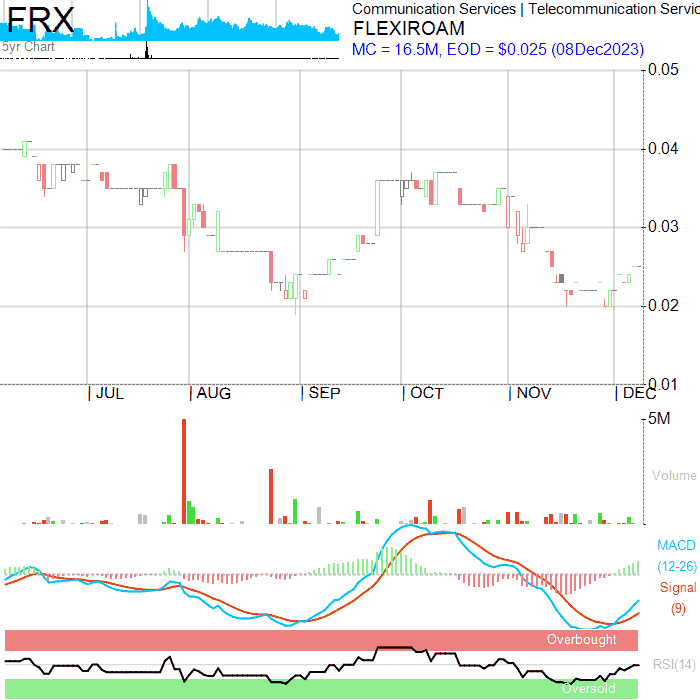 FRX
5yr Chart
Communication Services | Telecommunication Servic
FLEXIROAM
MC = 16.5M, EOD = $0.025 (08Dec2023)
0.05
0.04
0.03
0.02
0.01
JUL
AUG
SEP
OCT
NOV
DEC
5M
Volume
MACD
(12-26)
Signal
(9)
Overbought
RSI(14)
Oversold